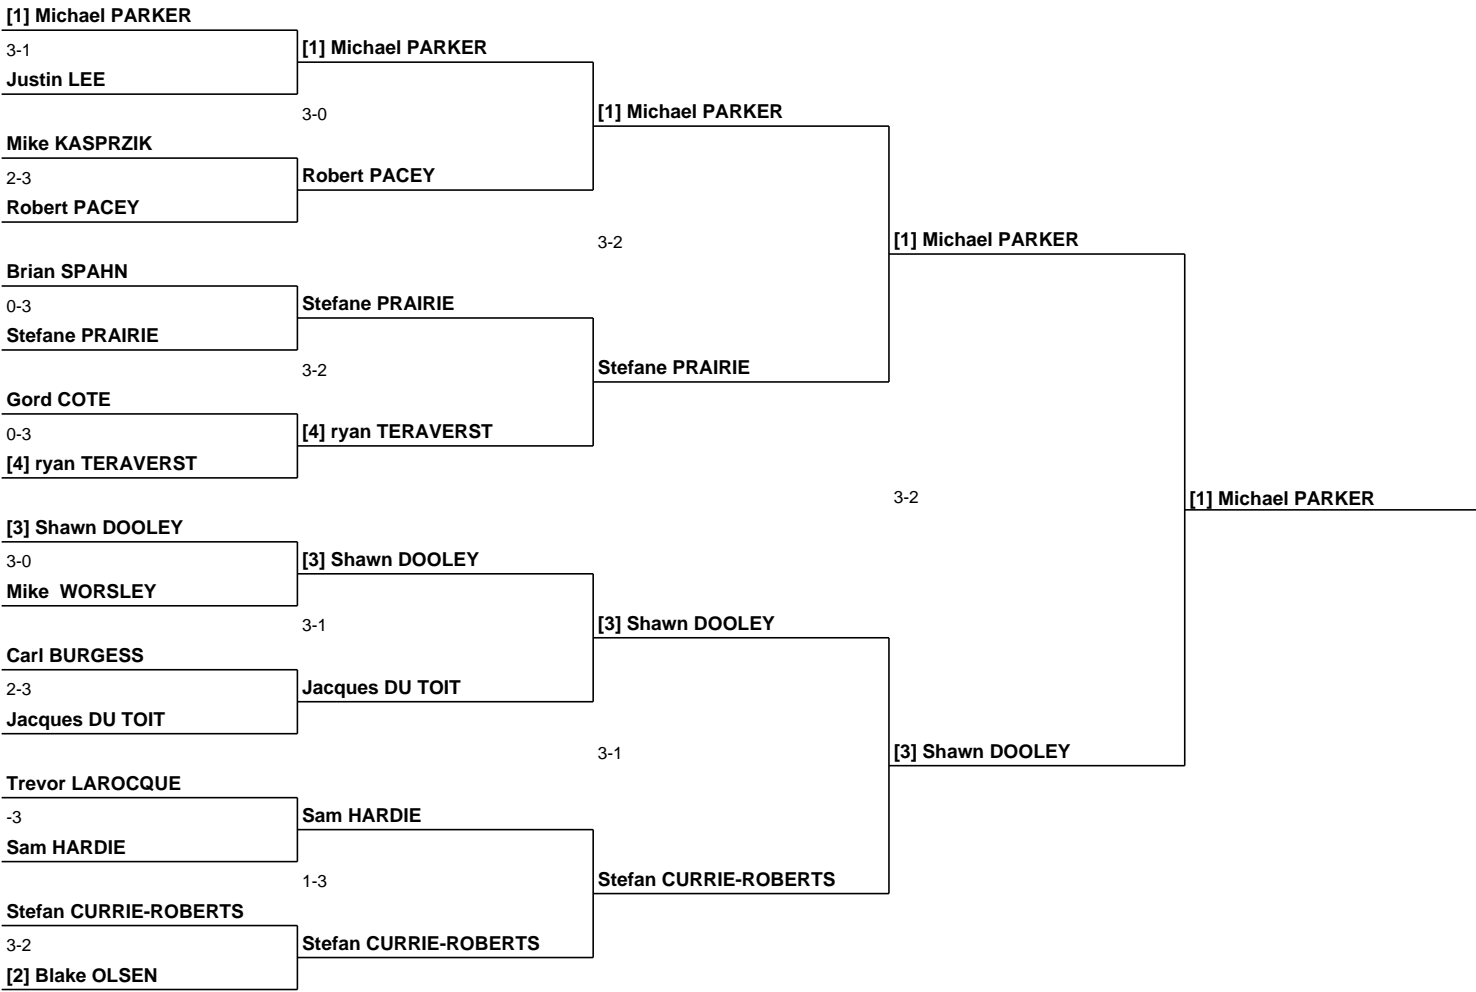 [1] Michael PARKER
3-1
[1] Michael PARKER
Justin LEE
3-0
[1] Michael PARKER
Mike KASPRZIK
2-3
Robert PACEY
Robert PACEY
3-2
[1] Michael PARKER
Brian SPAHN
0-3
Stefane PRAIRIE
Stefane PRAIRIE
3-2
Stefane PRAIRIE
Gord COTE
0-3
[4] ryan TERAVERST
[4] ryan TERAVERST
3-2
[1] Michael PARKER
[3] Shawn DOOLEY
3-0
[3] Shawn DOOLEY
Mike  WORSLEY
3-1
[3] Shawn DOOLEY
Carl BURGESS
2-3
Jacques DU TOIT
Jacques DU TOIT
3-1
[3] Shawn DOOLEY
Trevor LAROCQUE
-3
Sam HARDIE
Sam HARDIE
1-3
Stefan CURRIE-ROBERTS
Stefan CURRIE-ROBERTS
3-2
Stefan CURRIE-ROBERTS
[2] Blake OLSEN